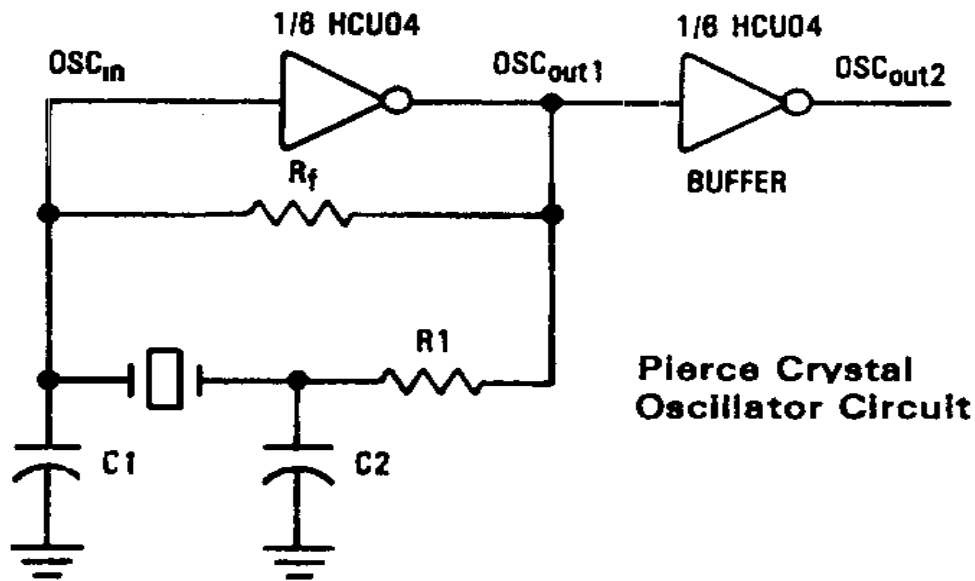 1/6 HCU04
1/6 HCU04
OSCin
OSCout1
OSCout2
Rf
BUFFER
R1
Pierce Crystal
Oscillator Circuit
C1
C2